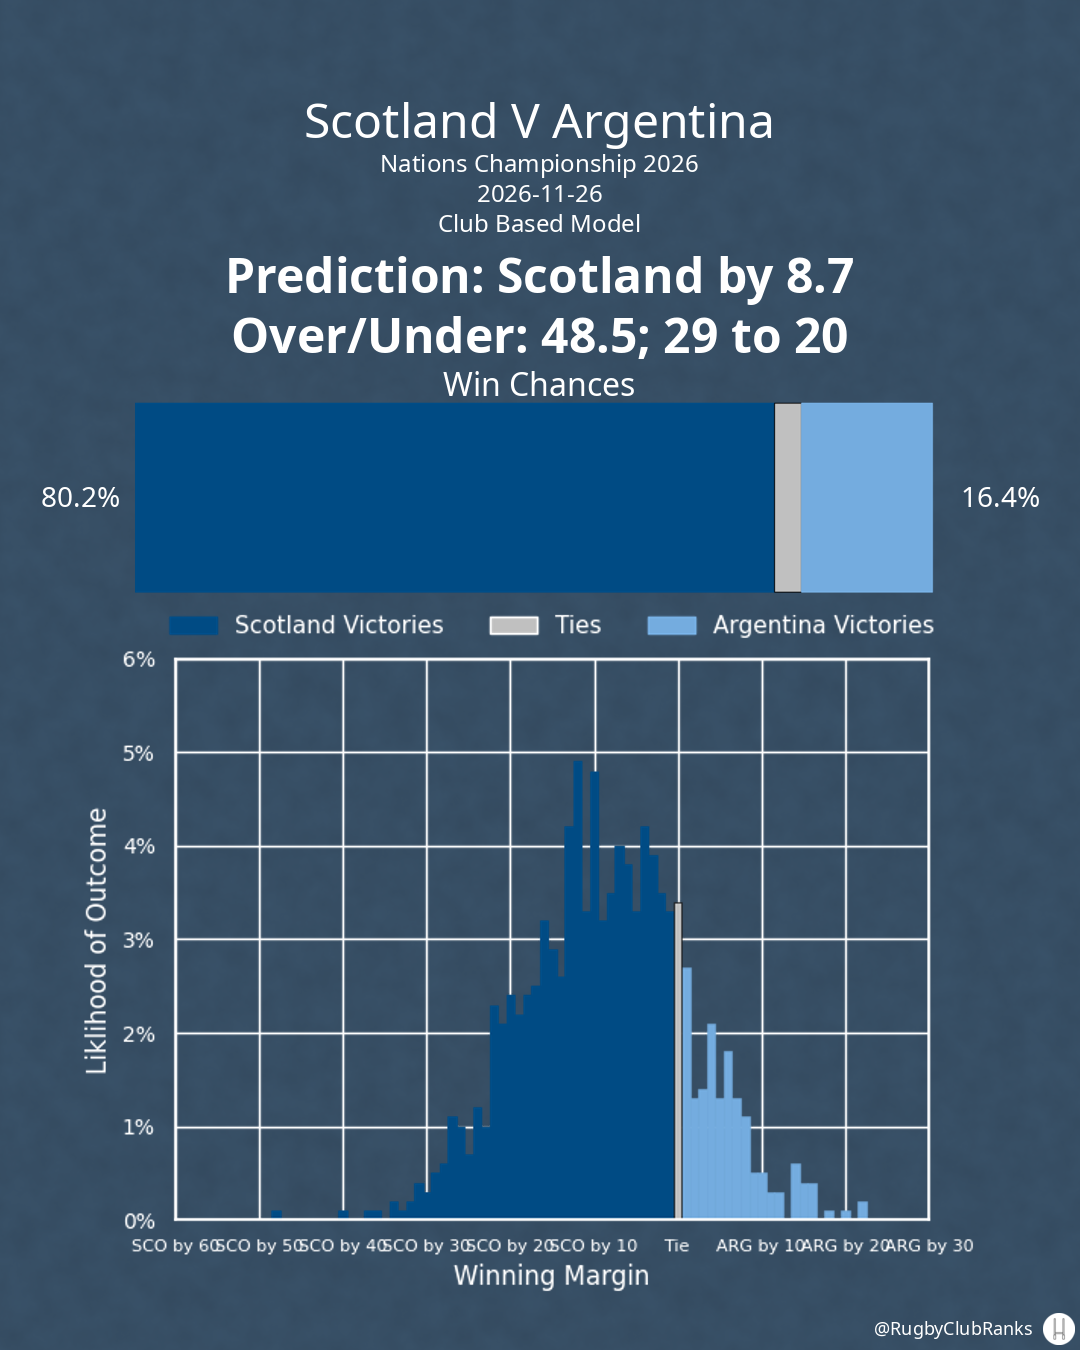 Scotland V Argentina
Nations Championship 2026
2026-11-26
Club Based Model
Prediction: Scotland by 8.7
Over/Under: 48.5; 29 to 20
Win Chances
80.2%
16.4%
Scotland Victories
Ties
Argentina Victories
6%
5%
4%
3%
2%
1%
0%
Liklihood of Outcome
SCO by 60
SCO by 50
SCO by 40
SCO by 30
SCO by 20
SCO by 10
Tie
ARG by 10
ARG by 20
ARG by 30
Winning Margin
@RugbyClubRanks